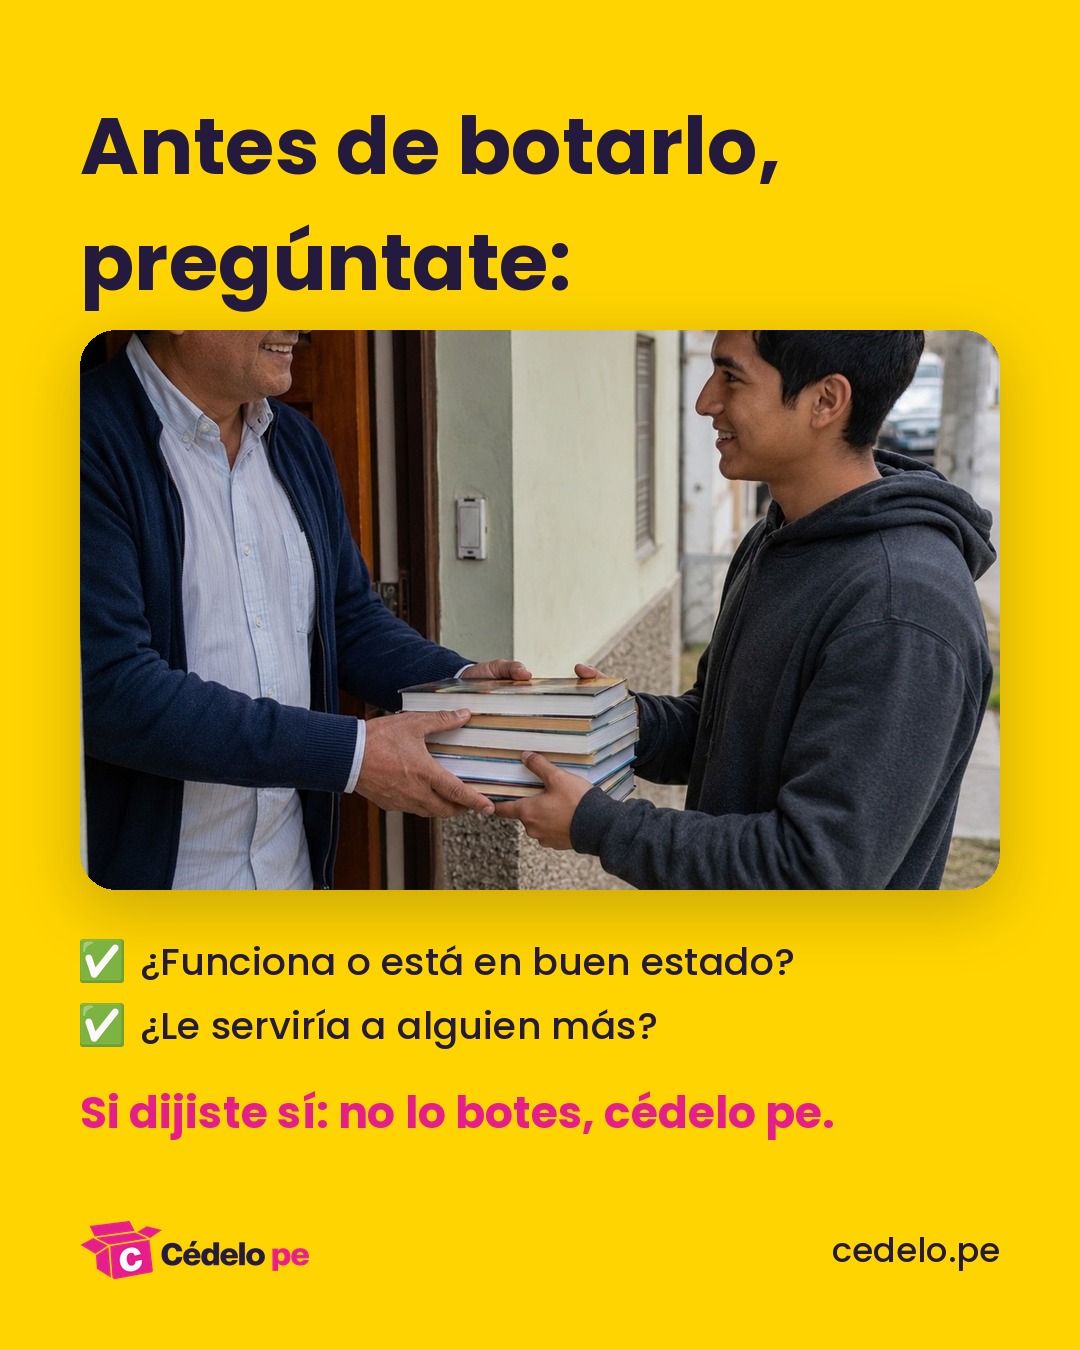 Antes de botarlo,
pregúntate:
✅ ¿Funciona o está en buen estado?
✅ ¿Le serviría a alguien más?
Si dijiste sí: no lo botes, cédelo pe.
C Cédelo pe
cedelo.pe